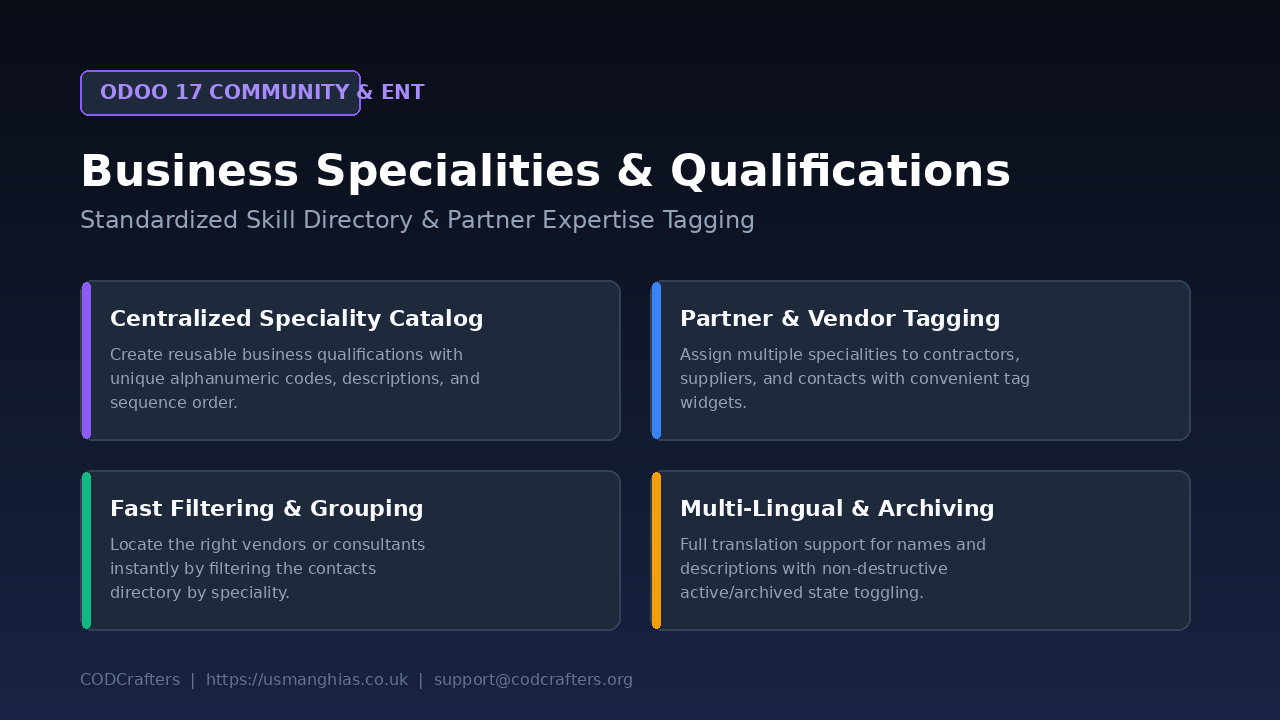 ODOO 17 COMMUNITY & ENT
Business Specialities & Qualifications
Standardized Skill Directory & Partner Expertise Tagging
Centralized Speciality Catalog
Create reusable business qualifications with
unique alphanumeric codes, descriptions, and
sequence order.
Partner & Vendor Tagging
Assign multiple specialities to contractors,
suppliers, and contacts with convenient tag
widgets.
Fast Filtering & Grouping
Locate the right vendors or consultants
instantly by filtering the contacts
directory by speciality.
Multi-Lingual & Archiving
Full translation support for names and
descriptions with non-destructive
active/archived state toggling.
CODCrafters | https://usmanghias.co.uk | support@codcrafters.org